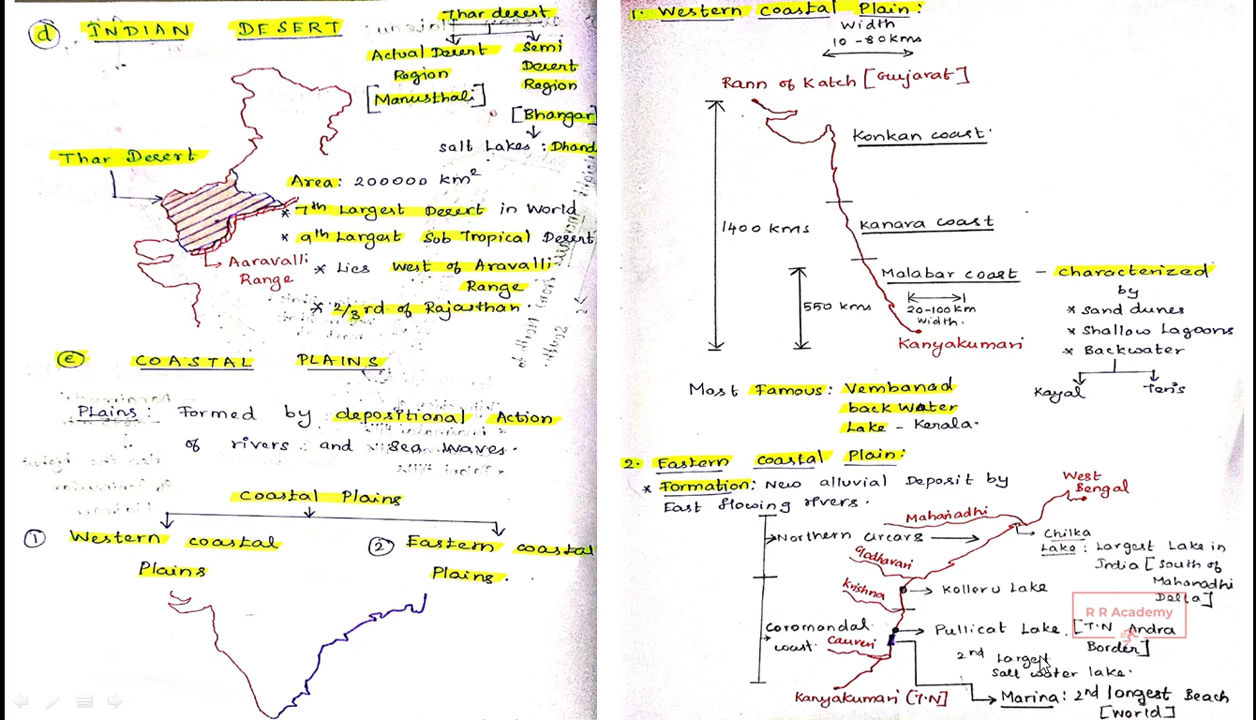 (d) INDIAN DESERT
Thar desert
Actual Desert Region
[Manusthali]
Semi Desert Region
[Bhangar]
salt Lakes : Dhand
Thar Desert
Area: 200000 km²
* 7th Largest Desert in World
* 9th Largest Sub Tropical Desert
* Lies west of Aravalli Range
* 2/3rd of Rajasthan.
Aaravalli Range
(e) COASTAL PLAINS
Plains: Formed by depositional Action
of rivers and Sea waves.
Coastal Plains
① Western coastal Plains
② Eastern coastal Plains.
1. Western coastal Plain:
width
10 - 80 kms
Rann of Katch [Gujarat]
Konkan coast.
Kanara coast
1400 kms
Malabar coast - characterized by
* sand dunes
* Shallow Lagoons
* Backwater
Kayal
Teris
550 kms
20-100 km
width.
Kanyakumari
Most Famous: Vembanad
back water
Lake - Kerala.
2. Eastern coastal Plain:
* Formation: New alluvial Deposit by
East flowing rivers.
West Bengal
Mahanadhi
Northern circars
Chilka
Lake: Largest Lake in
India [South of
Mahanadhi
Delta]
Godhavari
Krishna
Kolleru Lake
Coromandal coast
Cauveri
Pullicat Lake. [T.N Andra
Border]
2nd Largest
Salt water lake.
Kanyakumari [T.N]
Marina: 2nd longest Beach
[World]
R R Academy